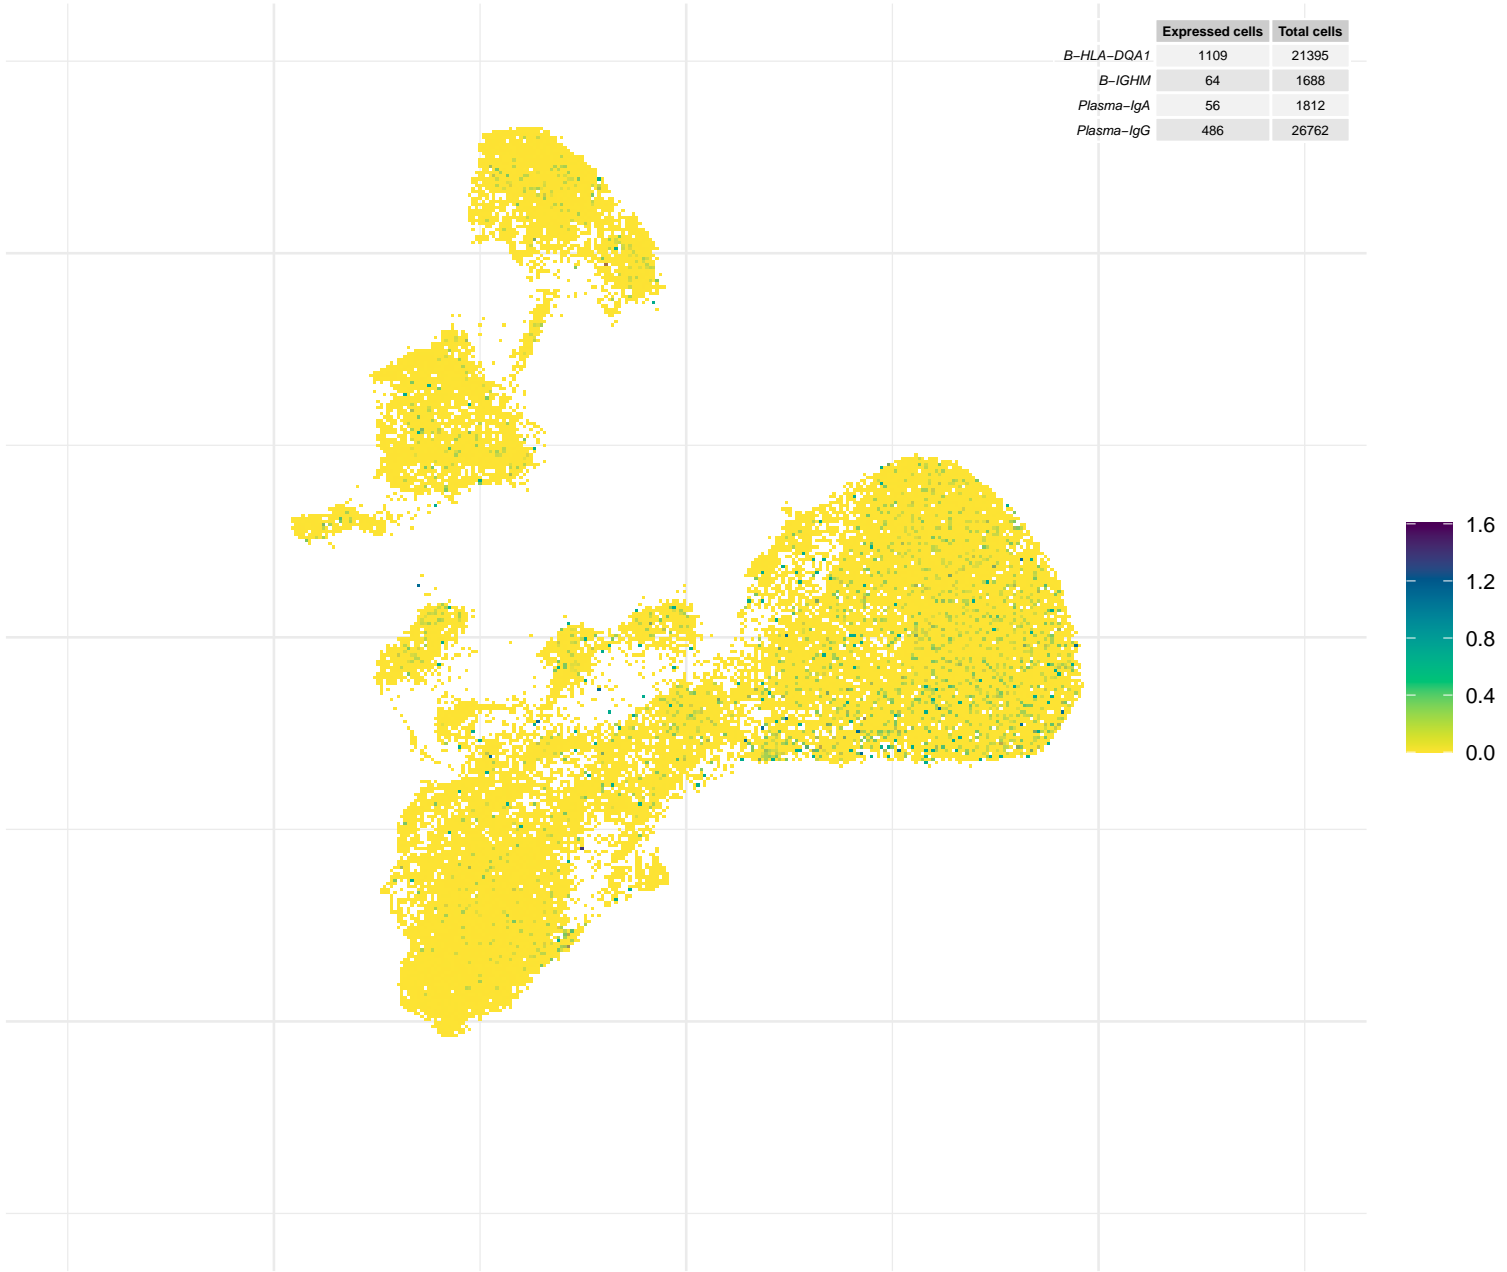 Expressed cells Total cells
B−HLA−DQA1 1109 21395
B−IGHM 64 1688
Plasma−IgA 56 1812
Plasma−IgG 486 26762
1.6
1.2
0.8
0.4
0.0